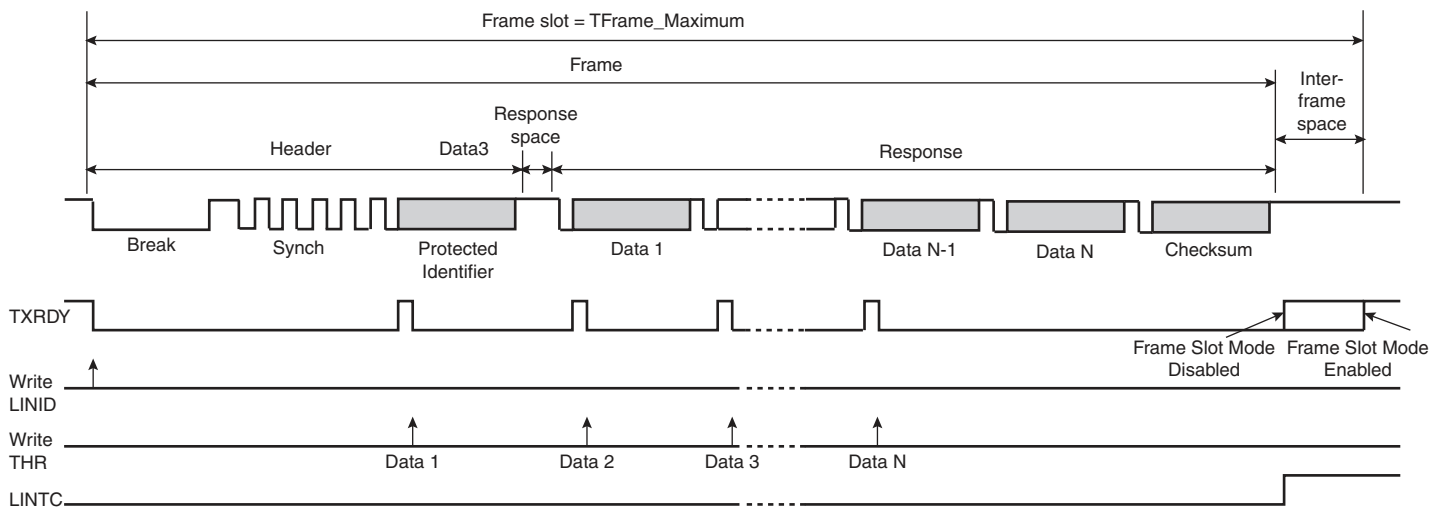 Frame slot = TFrame_Maximum
Frame
Inter-
frame
space
Response
space
Header
Data3
Response
Break
Synch
Protected
Identifier
Data 1
Data N-1
Data N
Checksum
TXRDY
Frame Slot Mode
Disabled
Frame Slot Mode
Enabled
Write
LINID
Write
THR
Data 1
Data 2
Data 3
Data N
LINTC